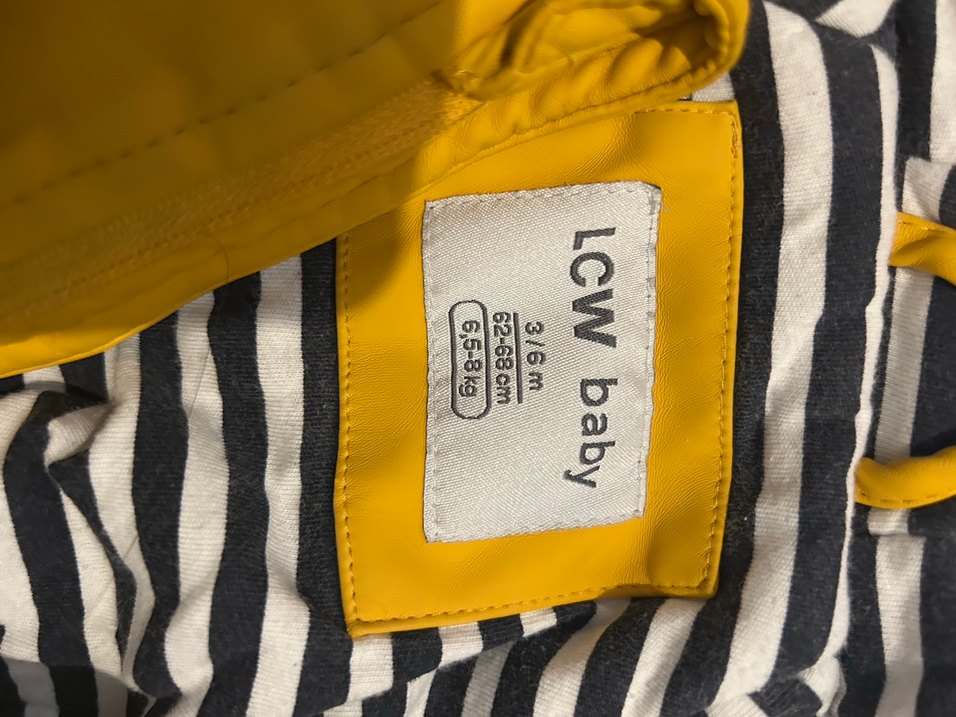 LCW baby
3 / 6 m
62-68 cm
6,5-8 kg